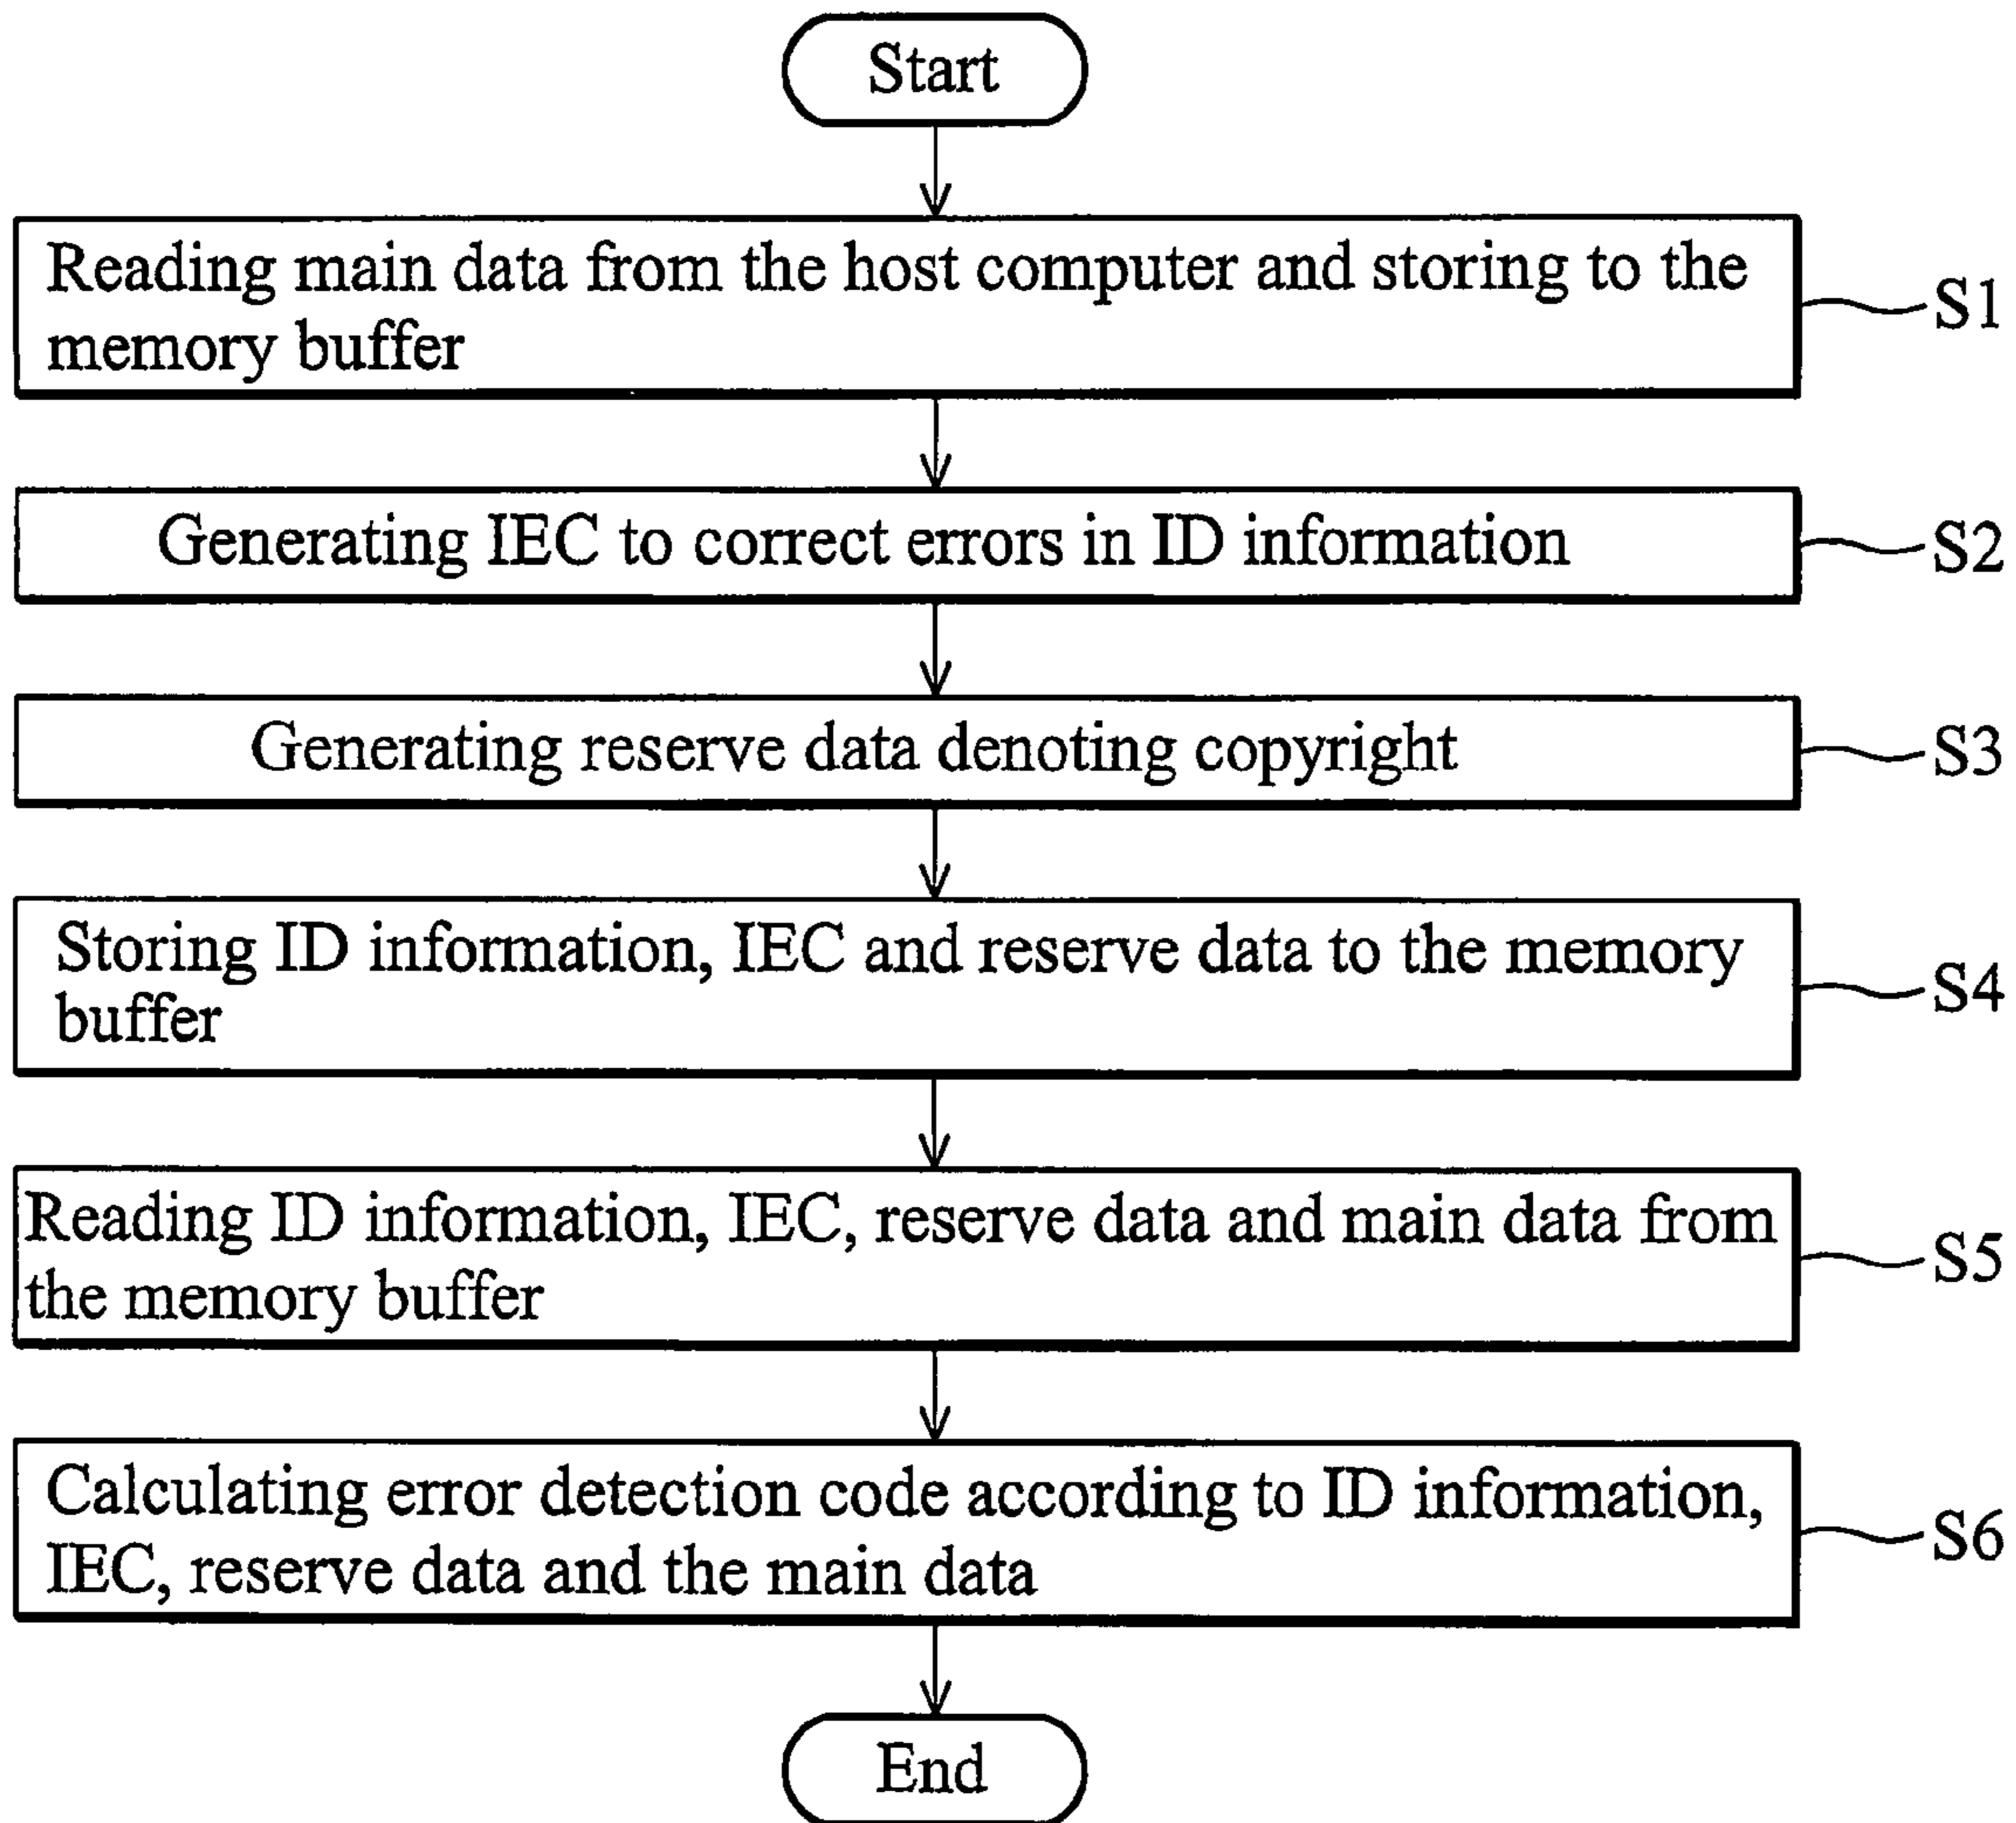 Start
Reading main data from the host computer and storing to the
memory buffer
S1
Generating IEC to correct errors in ID information
S2
Generating reserve data denoting copyright
S3
Storing ID information, IEC and reserve data to the memory
buffer
S4
Reading ID information, IEC, reserve data and main data from
the memory buffer
S5
Calculating error detection code according to ID information,
IEC, reserve data and the main data
S6
End